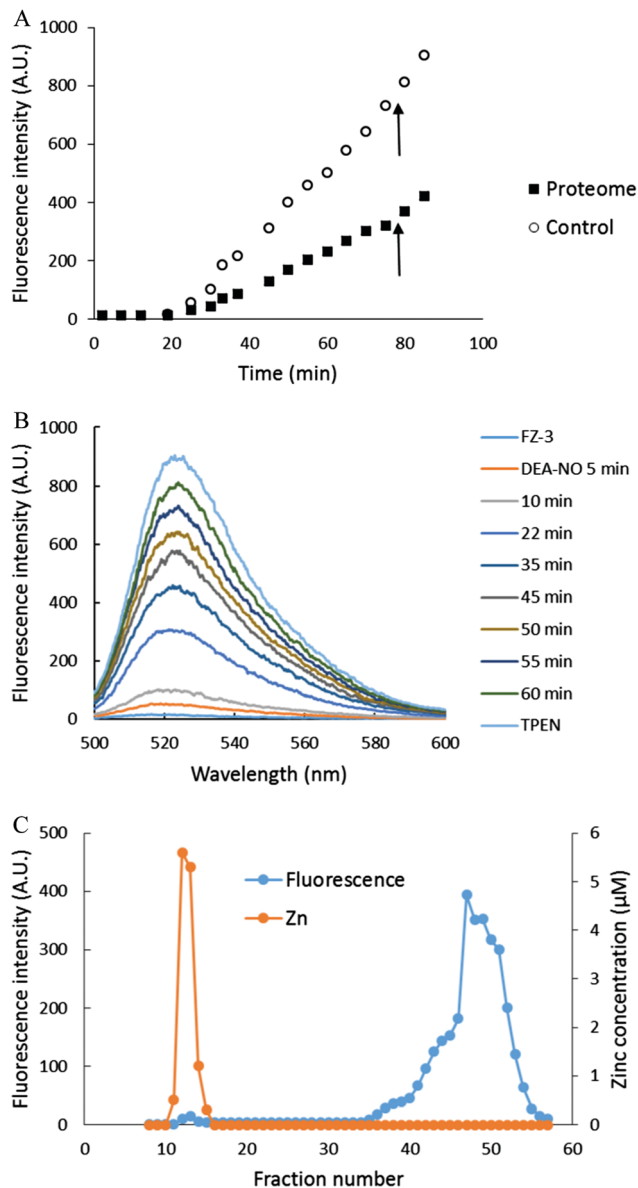 A
Fluorescence intensity (A.U.)
1000
800
600
400
200
0
0 20 40 60 80 100
Time (min)
Proteome
Control
B
Fluorescence intensity (A.U.)
1000
800
600
400
200
0
500 520 540 560 580 600
Wavelength (nm)
FZ-3
DEA-NO 5 min
10 min
22 min
35 min
45 min
50 min
55 min
60 min
TPEN
C
Fluorescence intensity (A.U.)
500
400
300
200
100
0
0 10 20 30 40 50 60
Fraction number
Fluorescence
Zn
6
5
4
3
2
1
0
Zinc concentration (μM)